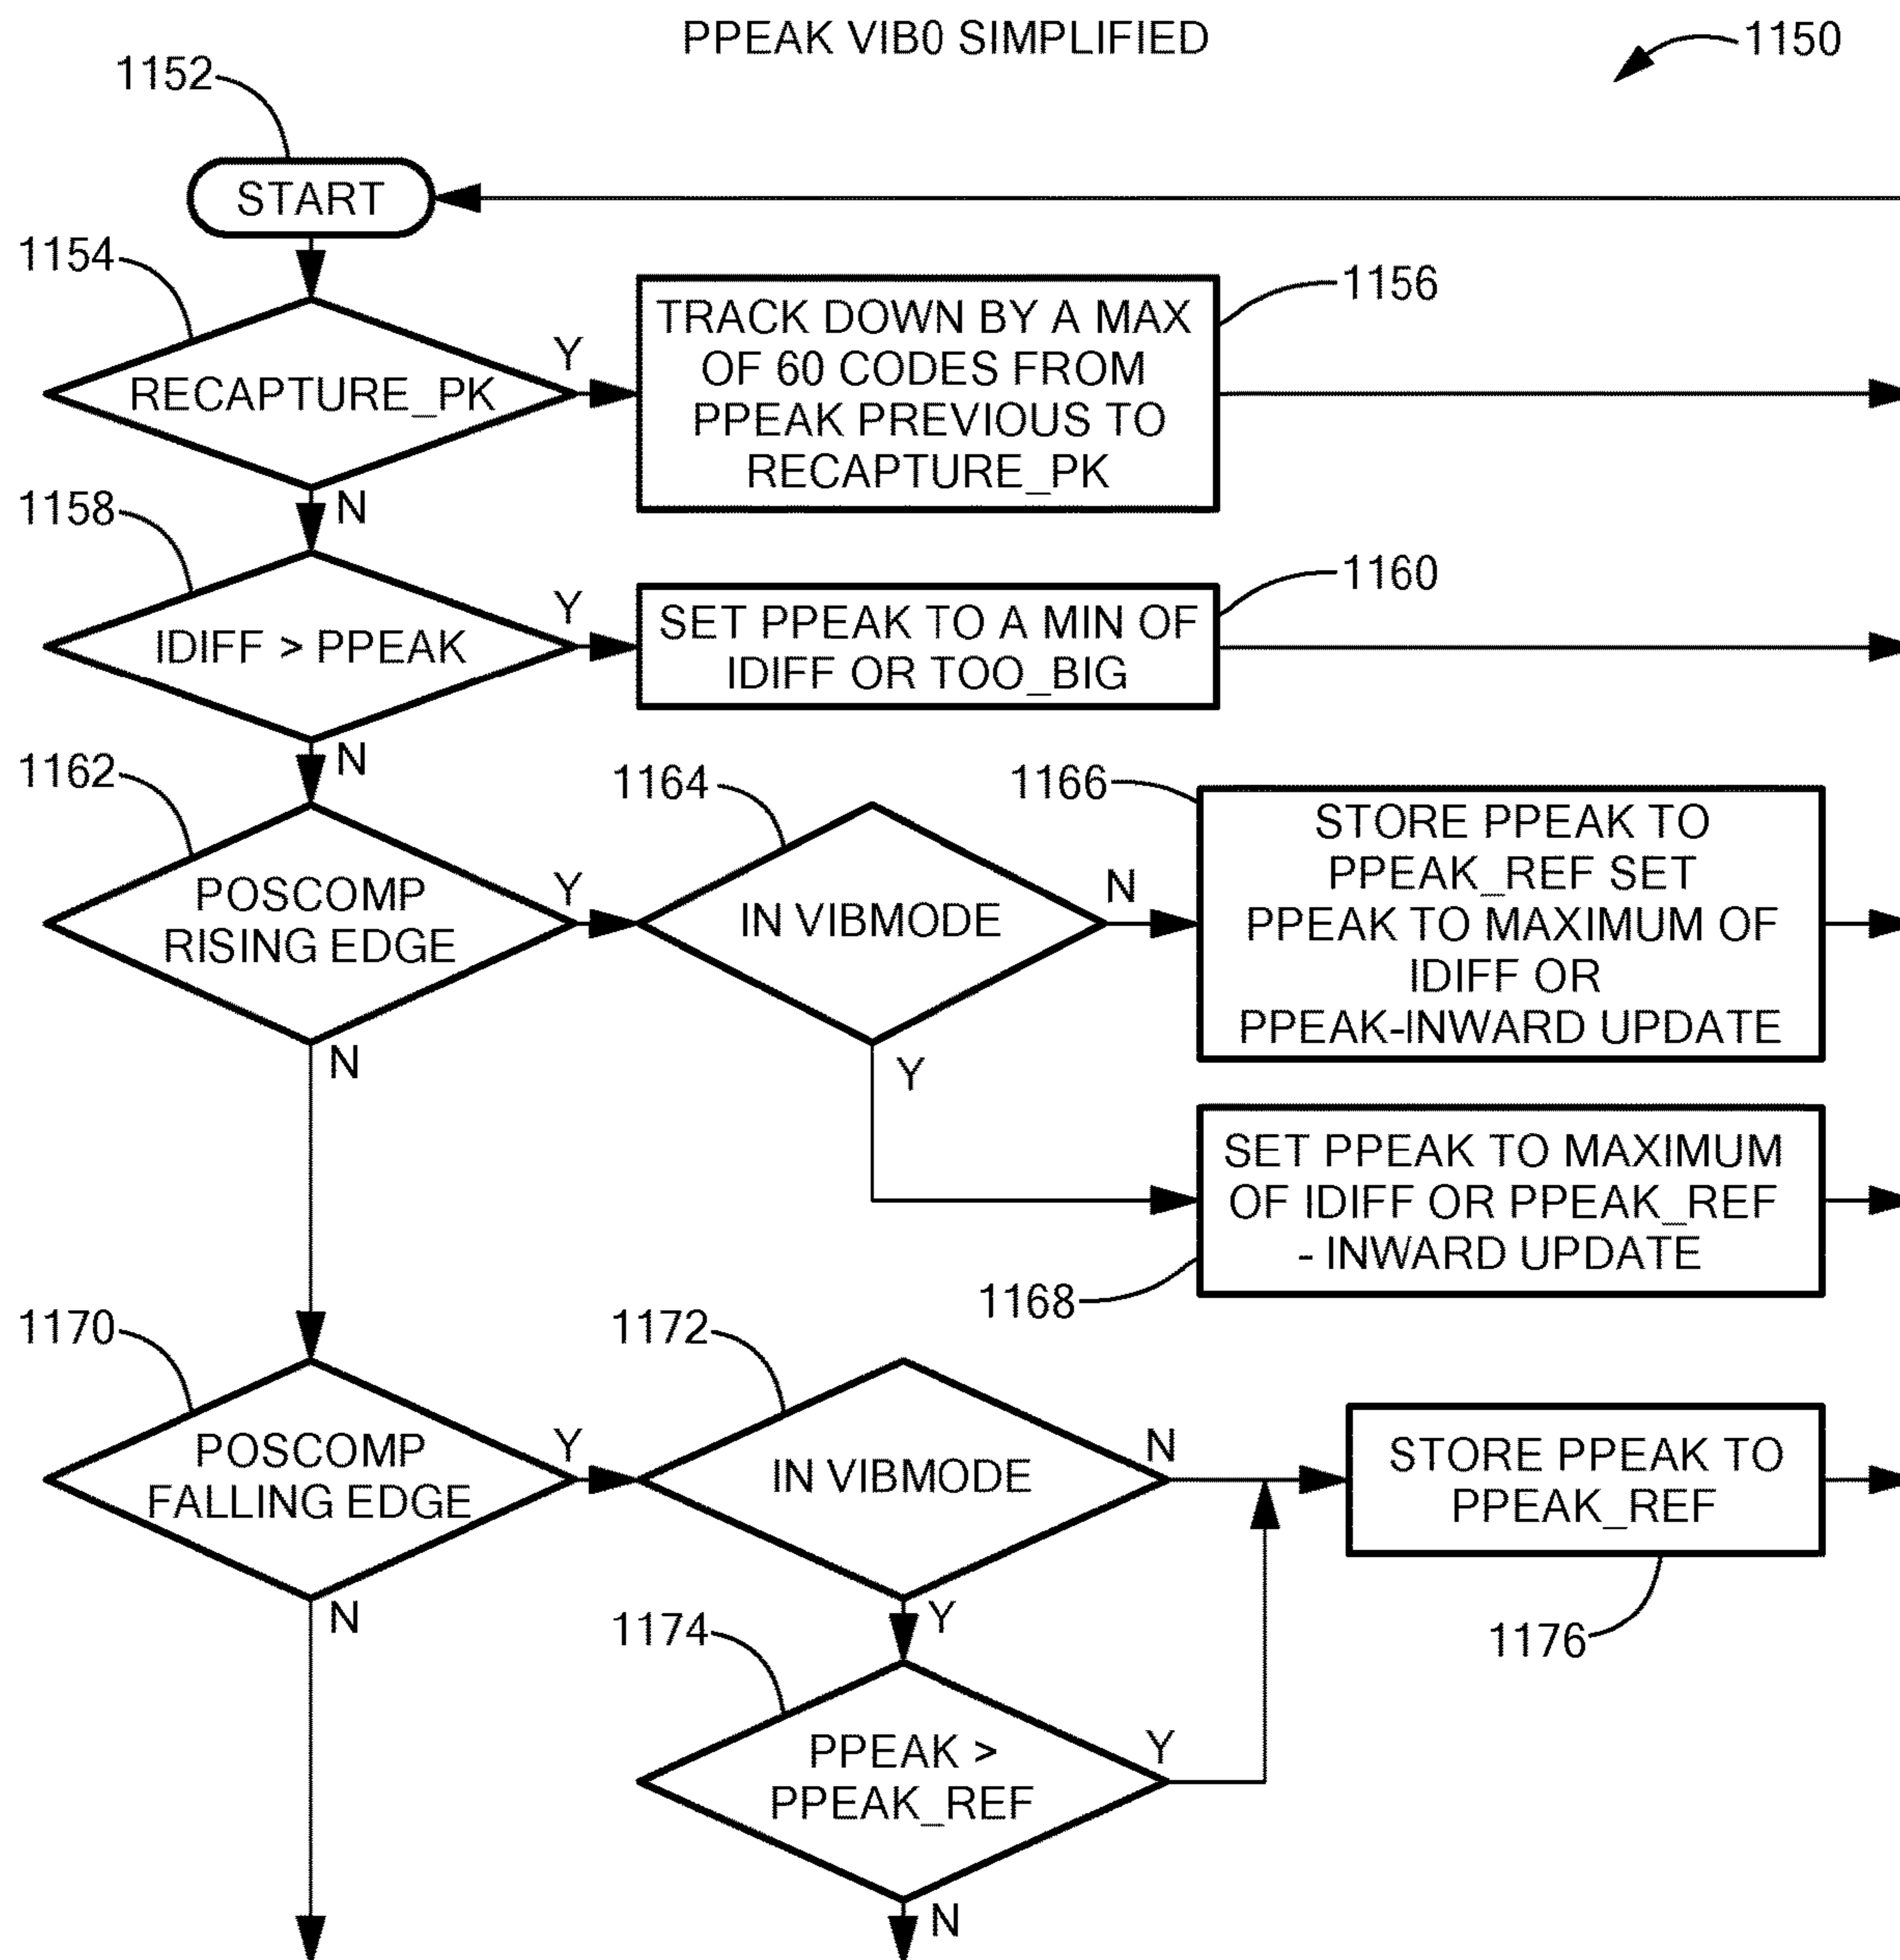 PPEAK VIB0 SIMPLIFIED
1150
1152
START
1154
RECAPTURE_PK
Y
N
1156
TRACK DOWN BY A MAX
OF 60 CODES FROM
PPEAK PREVIOUS TO
RECAPTURE_PK
1158
IDIFF > PPEAK
Y
N
1160
SET PPEAK TO A MIN OF
IDIFF OR TOO_BIG
1162
POSCOMP
RISING EDGE
Y
N
1164
IN VIBMODE
N
Y
1166
STORE PPEAK TO
PPEAK_REF SET
PPEAK TO MAXIMUM OF
IDIFF OR
PPEAK-INWARD UPDATE
SET PPEAK TO MAXIMUM
OF IDIFF OR PPEAK_REF
- INWARD UPDATE
1168
1170
POSCOMP
FALLING EDGE
Y
N
1172
IN VIBMODE
N
Y
STORE PPEAK TO
PPEAK_REF
1176
1174
PPEAK >
PPEAK_REF
Y
N